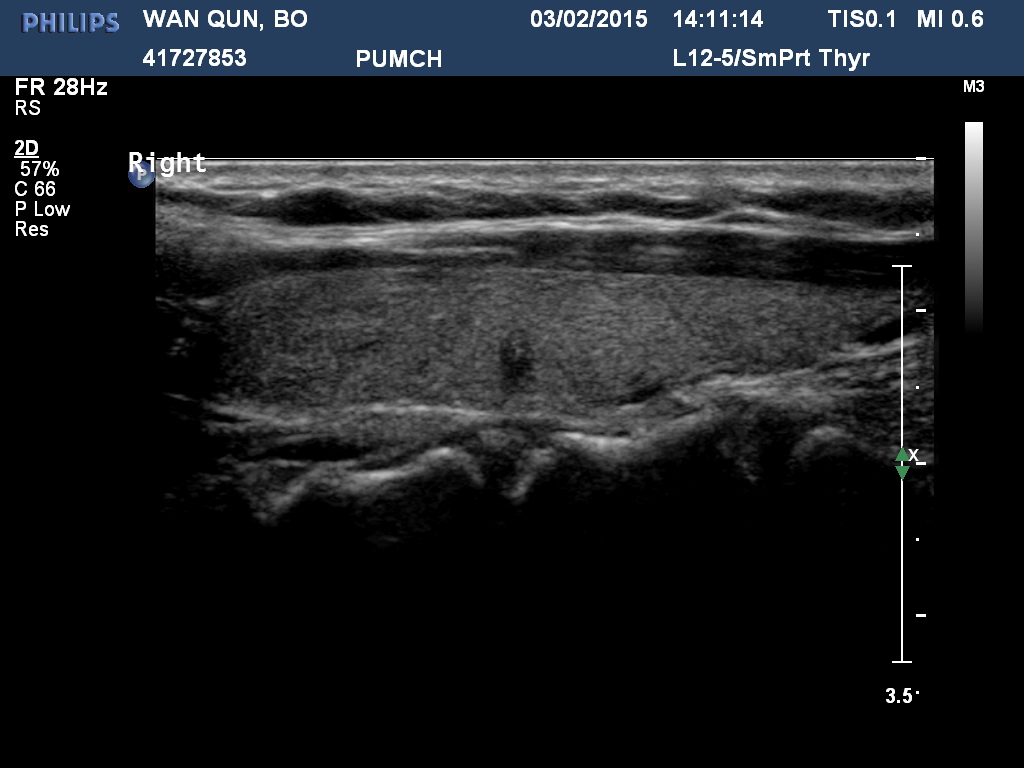 PHILIPS
WAN QUN, BO
03/02/2015
14:11:14
TIS0.1
MI 0.6
41727853
PUMCH
L12-5/SmPrt Thyr
FR 28Hz
RS
M3
2D
57%
C 66
P Low
Res
Right
P
X
3.5